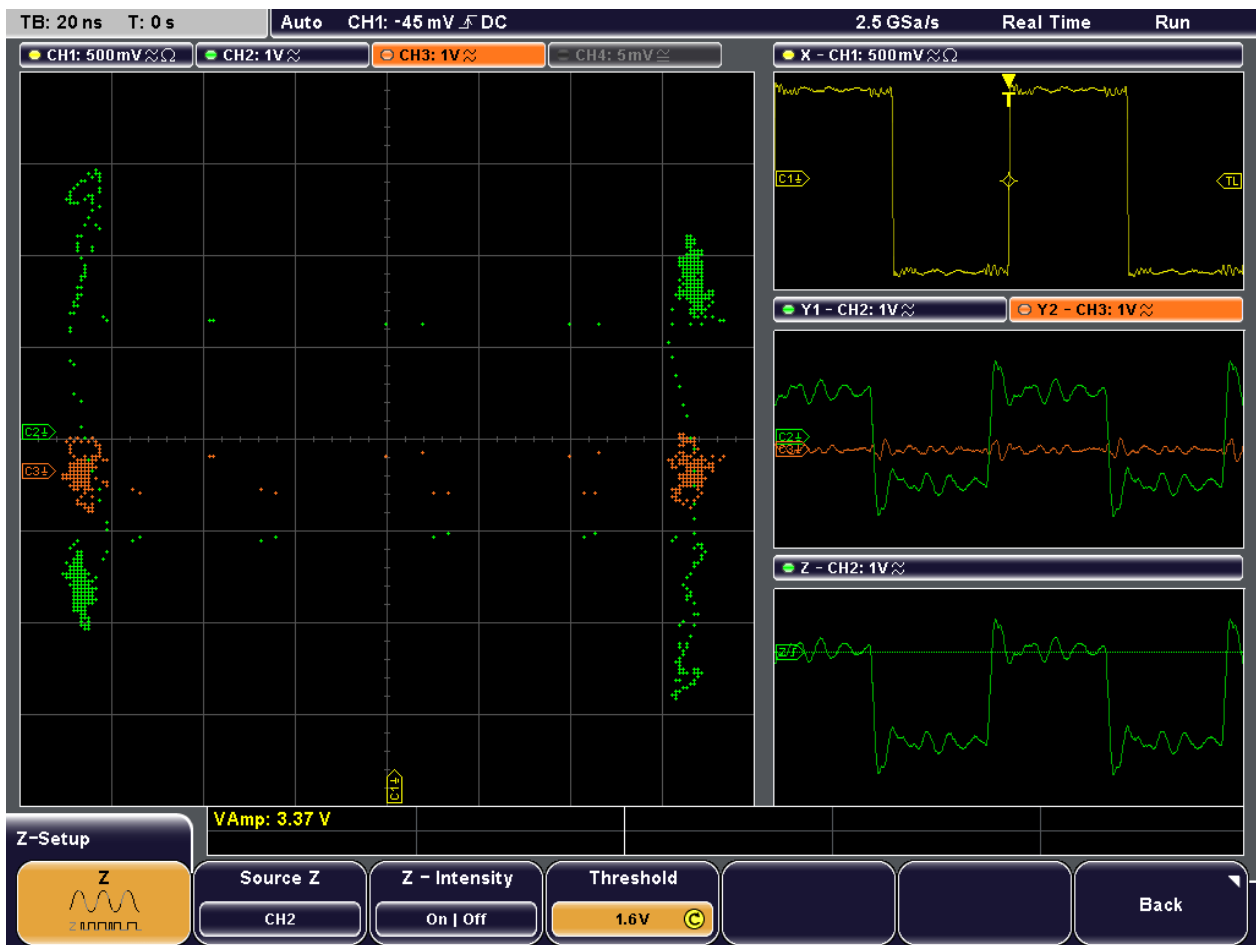 TB: 20 ns T: 0 s Auto CH1: -45 mV DC 2.5 GSa/s Real Time Run
CH1: 500mV≂Ω CH2: 1V≂ CH3: 1V≂ CH4: 5mV≅
X - CH1: 500mV≂Ω
T
C1
TL
C2
C3
C1
Y1 - CH2: 1V≂ Y2 - CH3: 1V≂
C2
C3
Z - CH2: 1V≂
Z/
VAmp: 3.37 V
Z-Setup
Z
Z
Source Z
CH2
Z - Intensity
On | Off
Threshold
1.6V C
Back